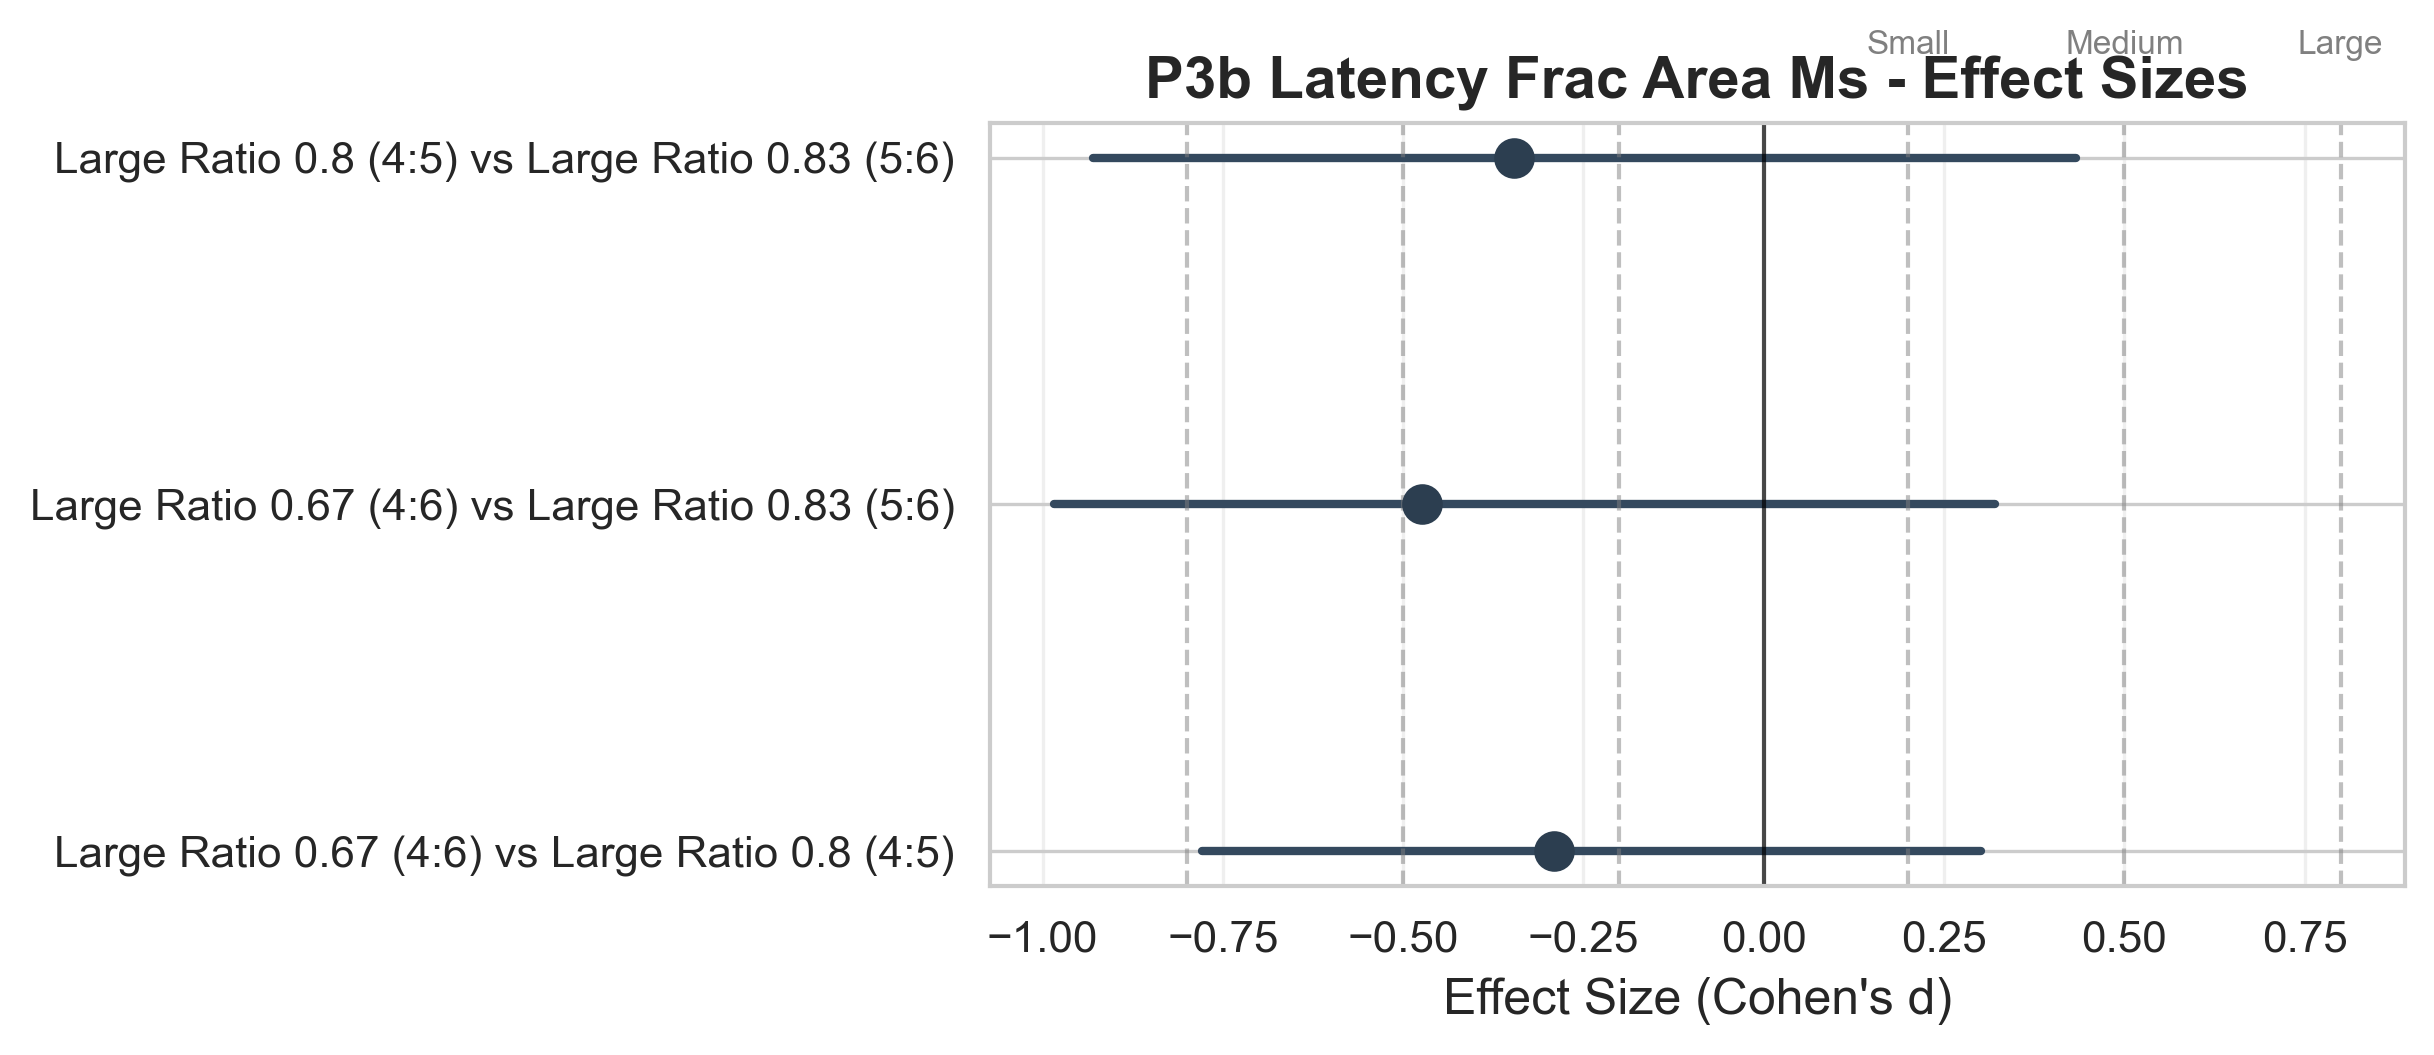 Small Medium Large
P3b Latency Frac Area Ms - Effect Sizes
Large Ratio 0.8 (4:5) vs Large Ratio 0.83 (5:6)
Large Ratio 0.67 (4:6) vs Large Ratio 0.83 (5:6)
Large Ratio 0.67 (4:6) vs Large Ratio 0.8 (4:5)
−1.00 −0.75 −0.50 −0.25 0.00 0.25 0.50 0.75
Effect Size (Cohen's d)